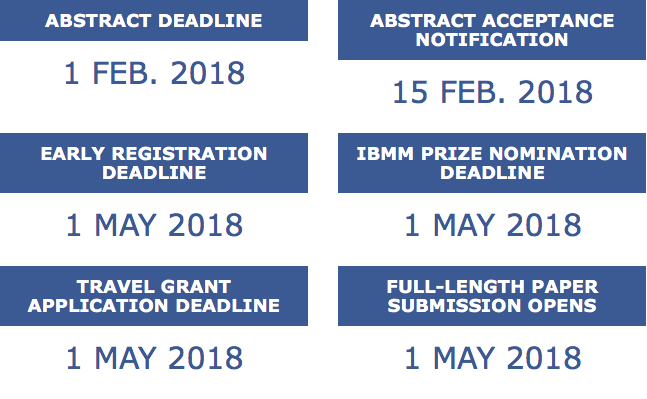 ABSTRACT DEADLINE
1 FEB. 2018
ABSTRACT ACCEPTANCE
NOTIFICATION
15 FEB. 2018
EARLY REGISTRATION
DEADLINE
1 MAY 2018
IBMM PRIZE NOMINATION
DEADLINE
1 MAY 2018
TRAVEL GRANT
APPLICATION DEADLINE
1 MAY 2018
FULL-LENGTH PAPER
SUBMISSION OPENS
1 MAY 2018